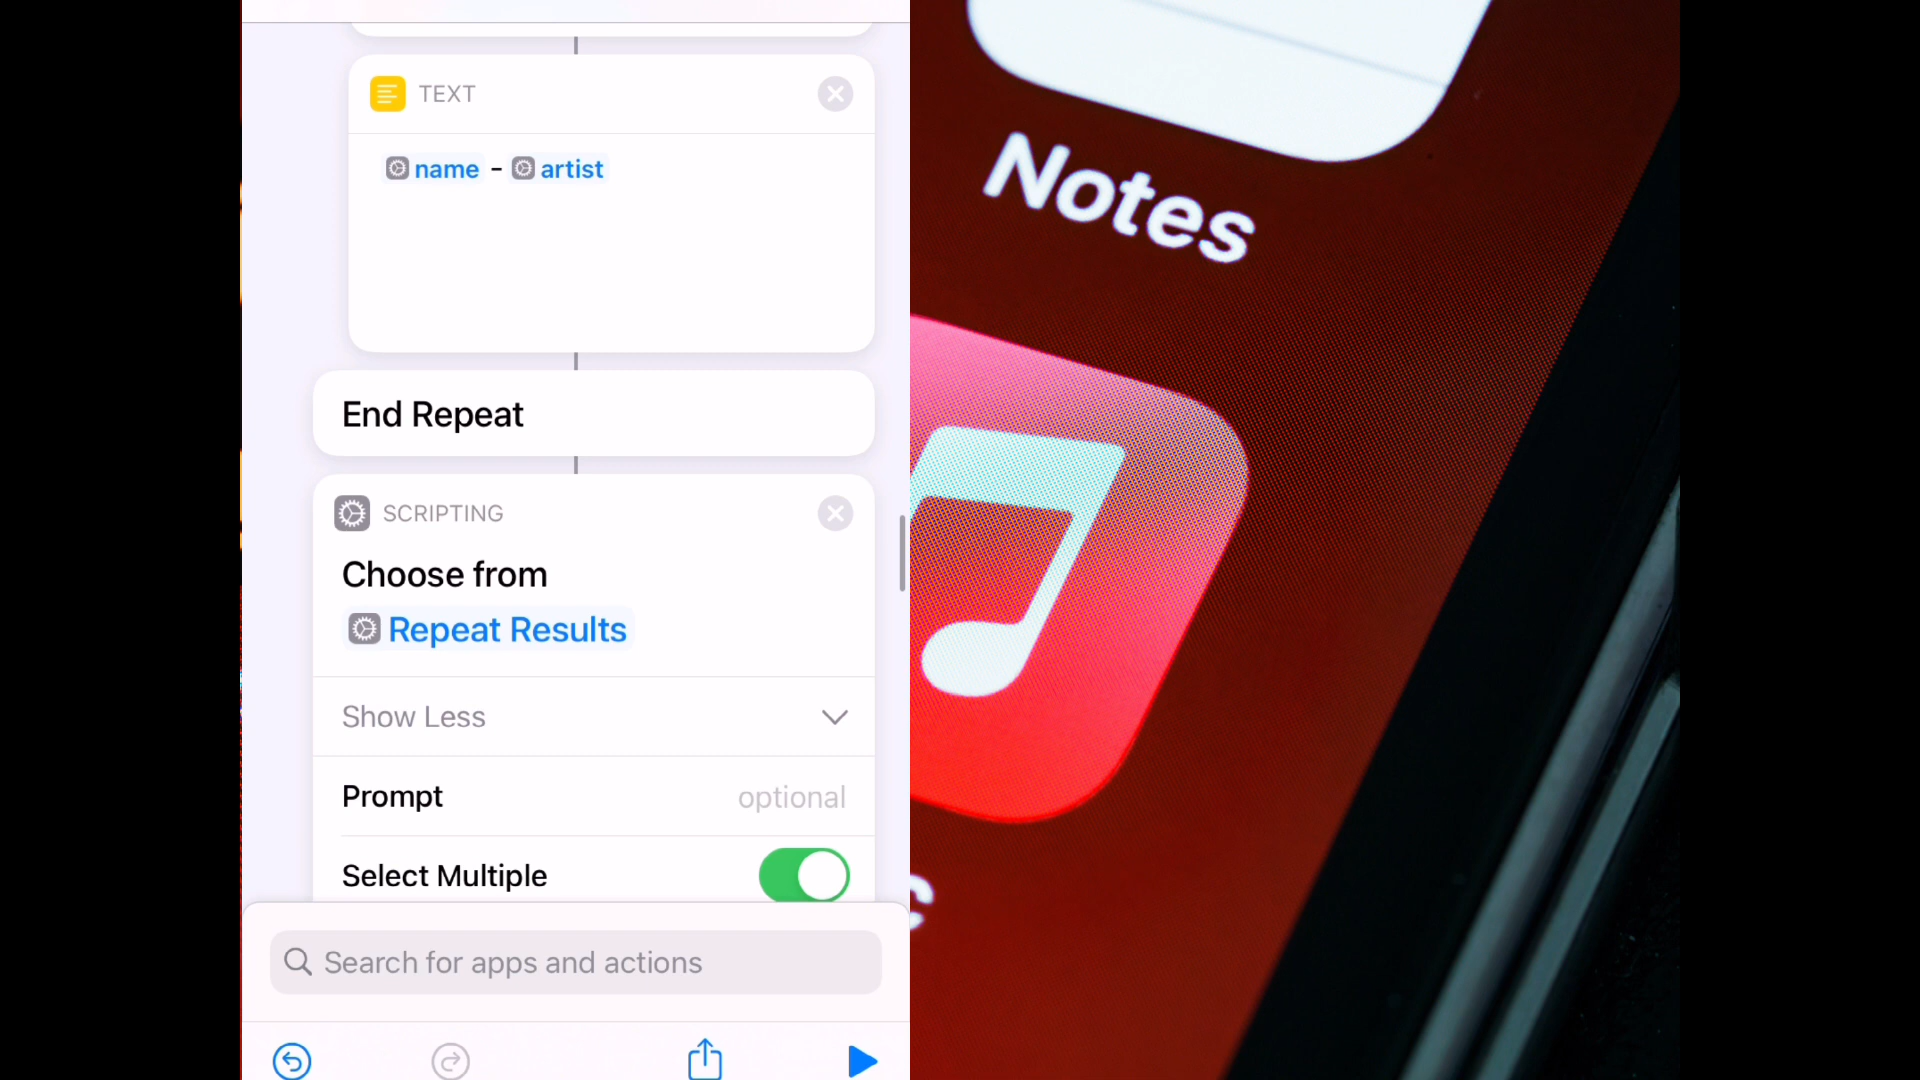 TEXT
name - artist
End Repeat
SCRIPTING
Choose from
Repeat Results
Show Less
Prompt
optional
Select Multiple
Search for apps and actions
Notes
c